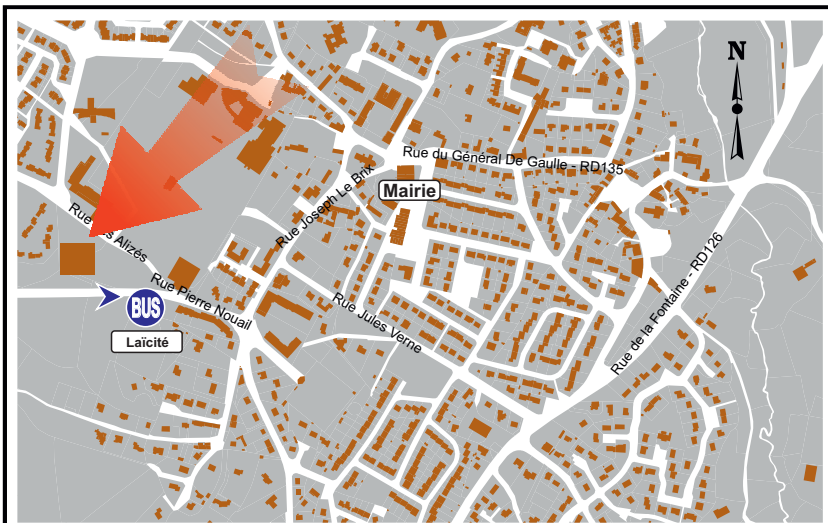 N
Rue du Général De Gaulle - RD135
Mairie
Rue Joseph Le Brix
Rue des Alizés
Rue Pierre Nouail
BUS
Laïcité
Rue Jules Verne
Rue de la Fontaine - RD126